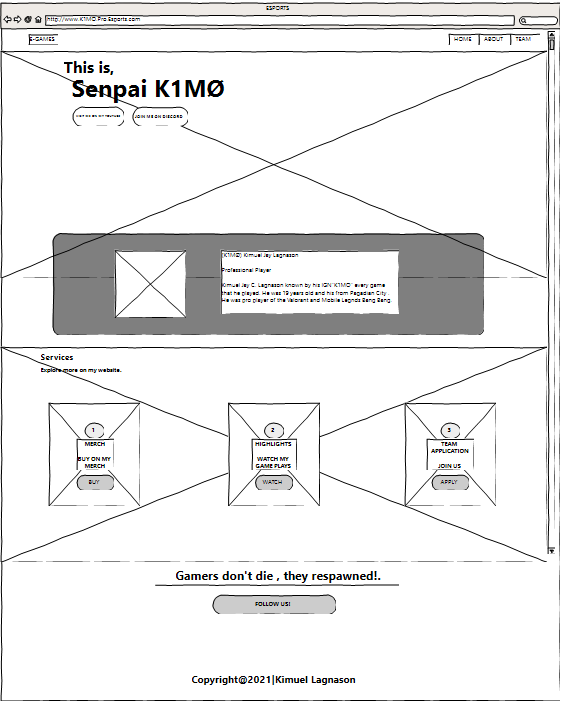 ESPORTS
http://www.K1MO.Pro.Esports.com
E-GAMES
HOME
ABOUT
TEAM
This is,
Senpai K1MØ
VISIT ME ON MY YOUTUBE
JOIN ME ON DISCORD
(K1MØ) Kimuel Jay Lagnason
Professional Player
Kimuel Jay C. Lagnason known by his IGN"K1MO" every game
that he played. He was 19 years old and his from Pagadian City .
He was pro player of the Valorant and Mobile Legnds Bang Bang.
Services
Explore more on my website.
1
MERCH
BUY ON MY
MERCH
BUY
2
HIGHLIGHTS
WATCH MY
GAME PLAYS
WATCH
3
TEAM
APPLICATION
JOIN US
APPLY
Gamers don't die , they respawned!.
FOLLOW US!
Copyright@2021|Kimuel Lagnason